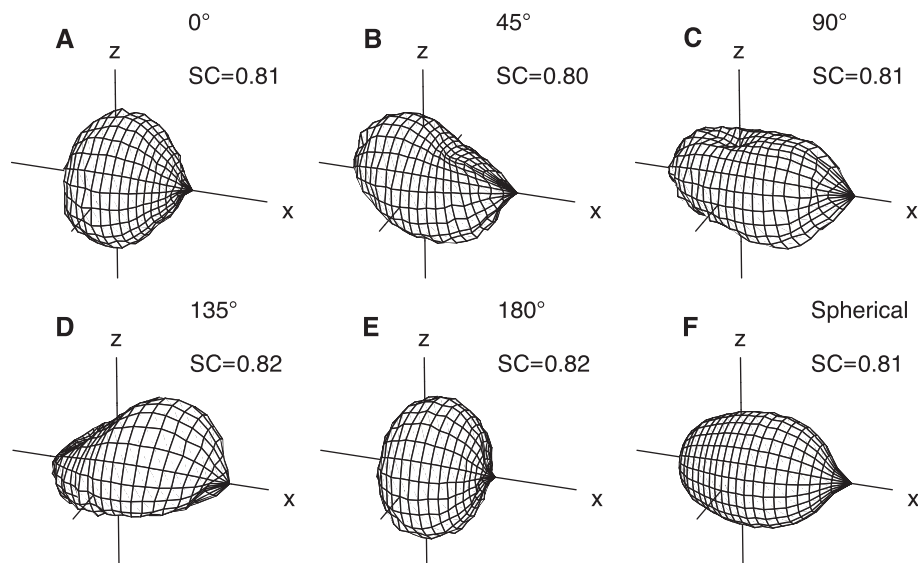 A 0°
z
SC=0.81
x
B 45°
z
SC=0.80
x
C 90°
z
SC=0.81
x
D 135°
z
SC=0.82
x
E 180°
z
SC=0.82
x
F Spherical
z
SC=0.81
x